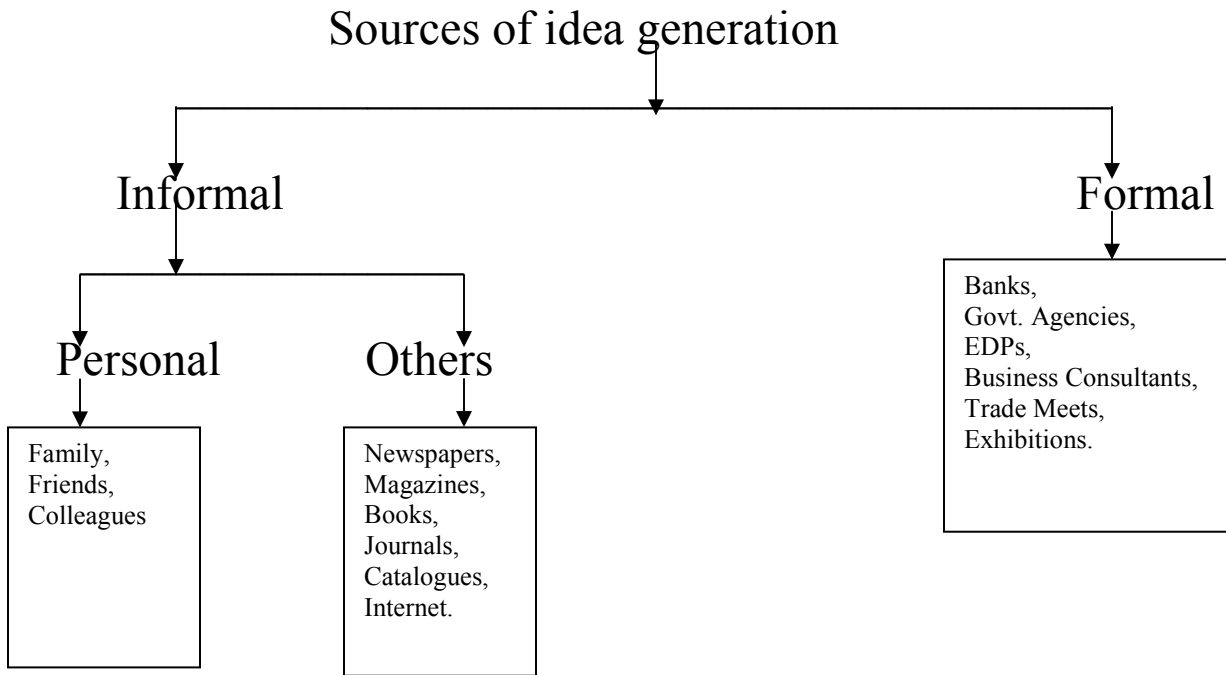 Sources of idea generation
Informal
Formal
Personal
Others
Family,
Friends,
Colleagues
Newspapers,
Magazines,
Books,
Journals,
Catalogues,
Internet.
Banks,
Govt. Agencies,
EDPs,
Business Consultants,
Trade Meets,
Exhibitions.